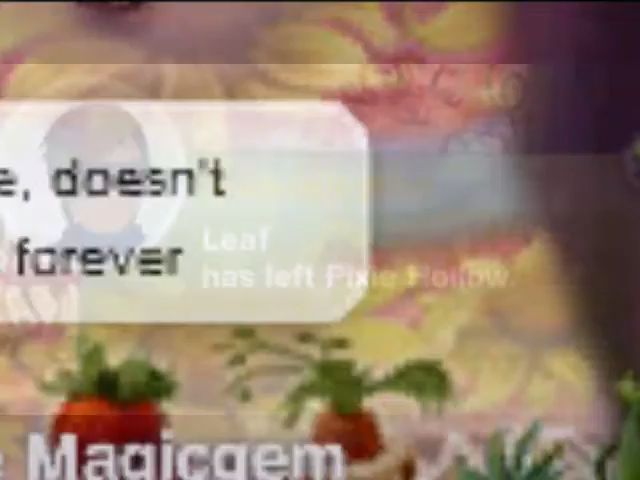 e, doesn't
forever
Leaf
has left Pixie Hollow
e Magicgem